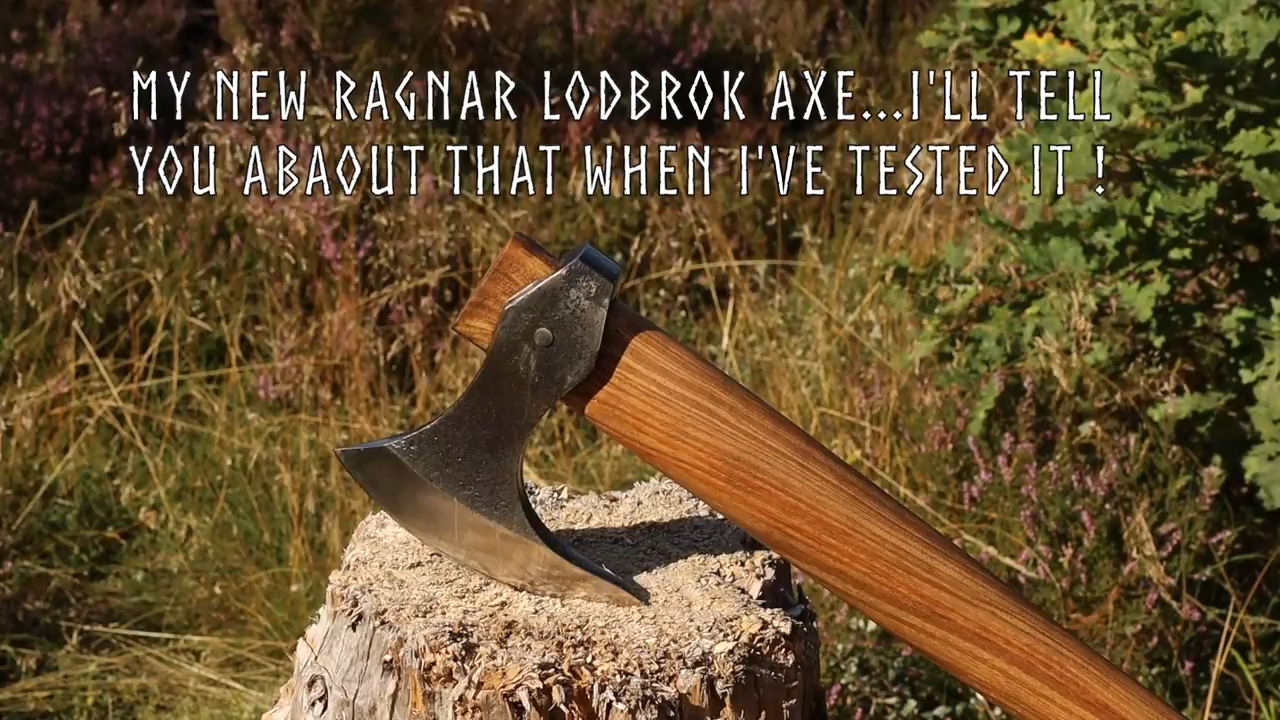 MY NEW RAGNAR LODBROK AXE...I'LL TELL
YOU ABAOUT THAT WHEN I'VE TESTED IT !